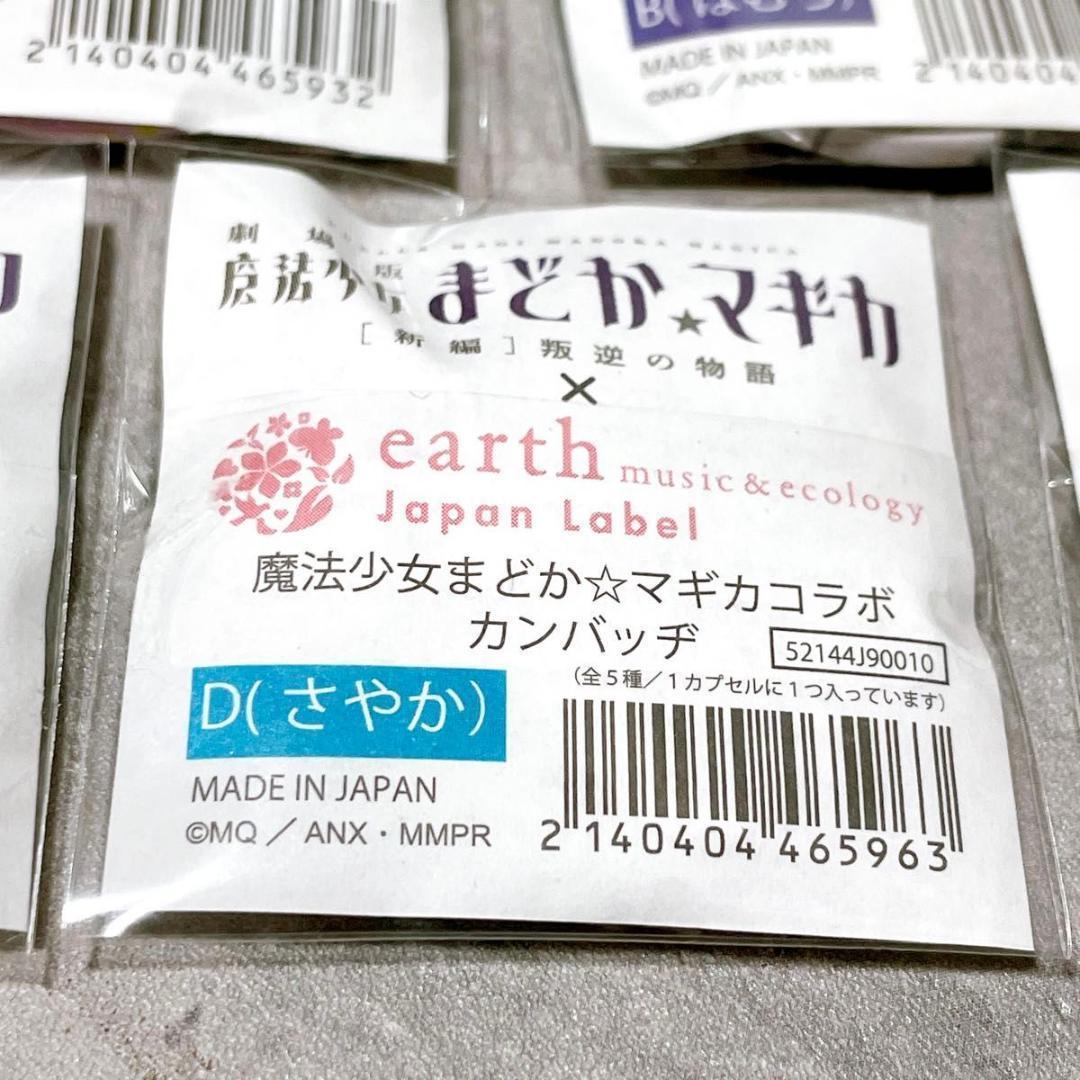 2 140404 465932
MADE IN JAPAN
©MQ / ANX・MMPR
2 140404
劇場版
魔法少女まどか★マギカ
[新編]叛逆の物語
×
earth music & ecology
Japan Label
魔法少女まどか☆マギカコラボ
カンバッヂ
52144J90010
(全5種/1カプセルに1つ入っています)
D(さやか)
MADE IN JAPAN
©MQ / ANX・MMPR
2 140404 465963